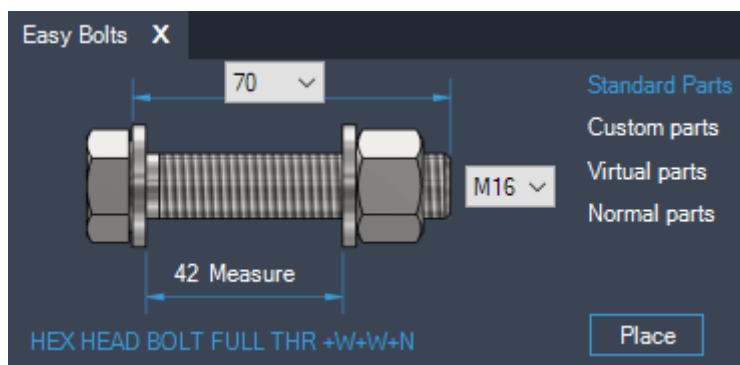 Easy Bolts X
70
Standard Parts
Custom parts
Virtual parts
M16
Normal parts
42 Measure
HEX HEAD BOLT FULL THR +W+W+N
Place